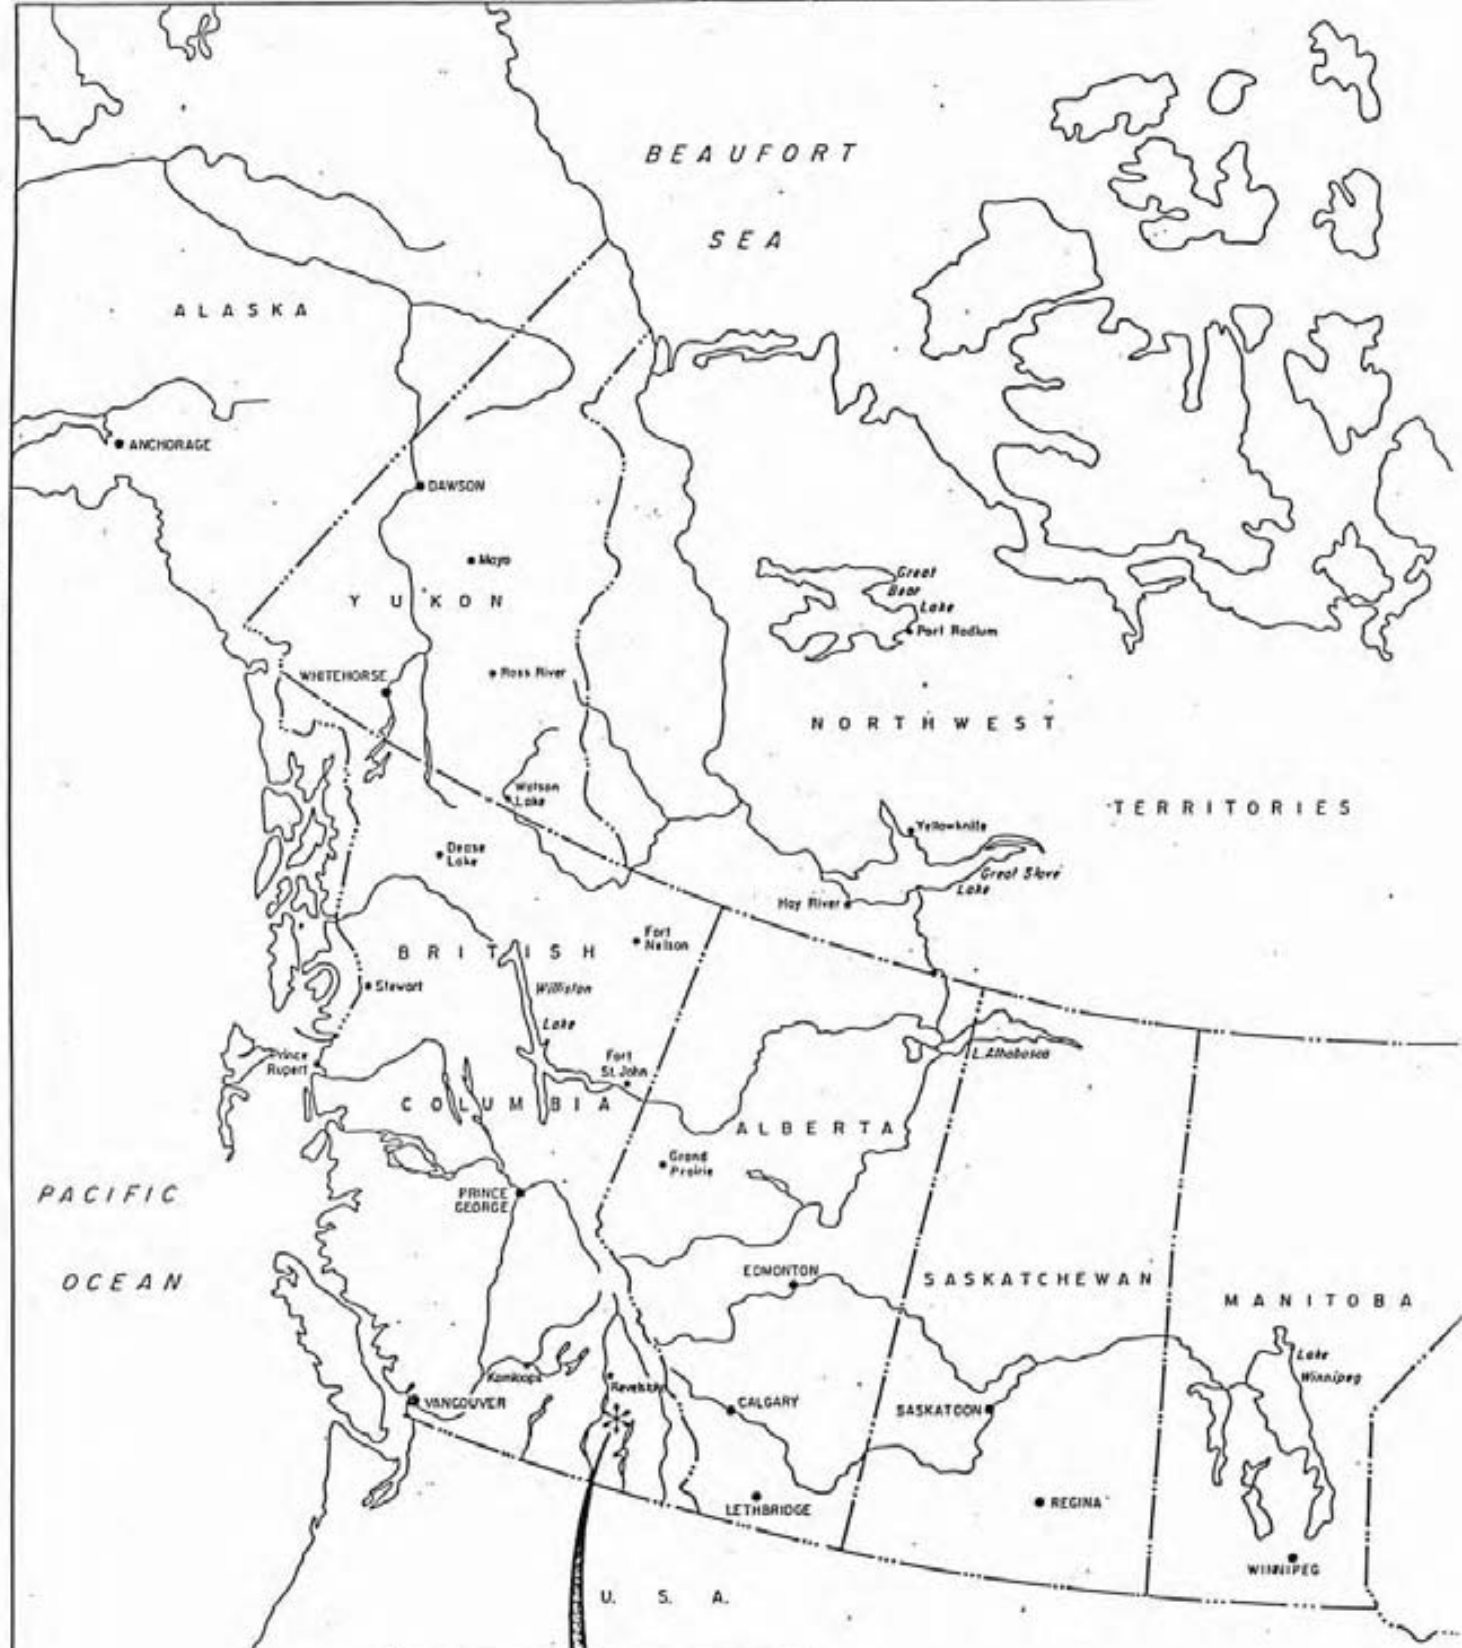 BEAUFORT
SEA
ALASKA
ANCHORAGE
DAWSON
Mayo
YUKON
Great
Bear
Lake
Port Radium
WHITEHORSE
Ross River
NORTHWEST
TERRITORIES
Watson
Lake
Yellowknife
Dease
Lake
Great Slave
Lake
Hay River
Fort
Nelson
BRITISH
Stewart
Williston
Lake
Prince
Rupert
Fort
St. John
L. Athabasca
COLUMBIA
ALBERTA
Grand
Prairie
PACIFIC
OCEAN
PRINCE
GEORGE
EDMONTON
SASKATCHEWAN
MANITOBA
Lake
Winnipeg
Kamloops
Revelstoke
VANCOUVER
CALGARY
SASKATOON
LETHBRIDGE
REGINA
WINNIPEG
U. S. A.